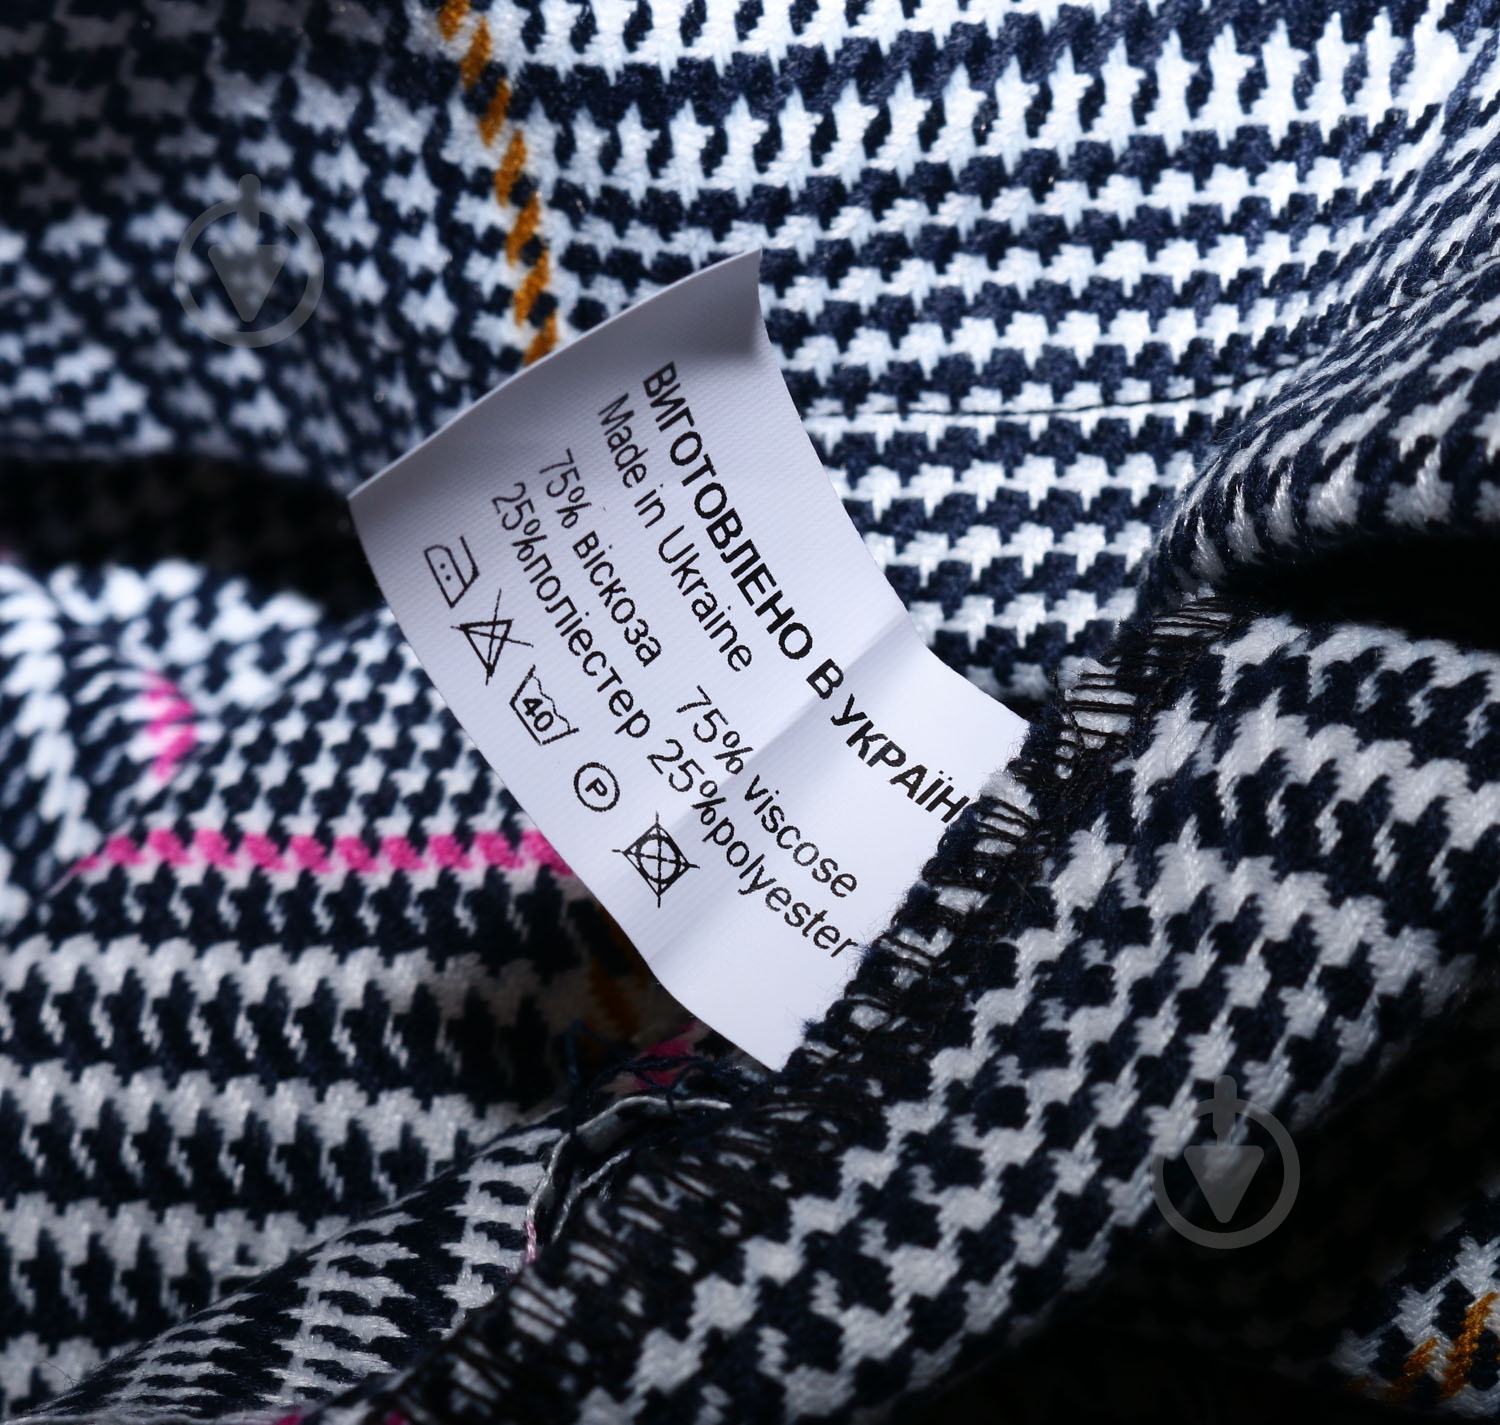 ВИГОТОВЛЕНО В УКРАЇН
Made in Ukraine
75% віскоза 75% viscose
25%поліестер 25%polyester
40 P